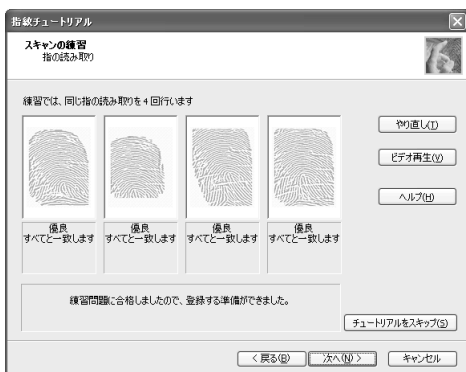 指紋チュートリアル
スキャンの練習
指の読み取り
練習では、同じ指の読み取りを4回行います
やり直し(T)
ビデオ再生(V)
ヘルプ(H)
優良
すべてと一致します
優良
すべてと一致します
優良
すべてと一致します
優良
すべてと一致します
練習問題に合格しましたので、登録する準備ができました。
チュートリアルをスキップ(S)
< 戻る(B)
次へ(N) >
キャンセル